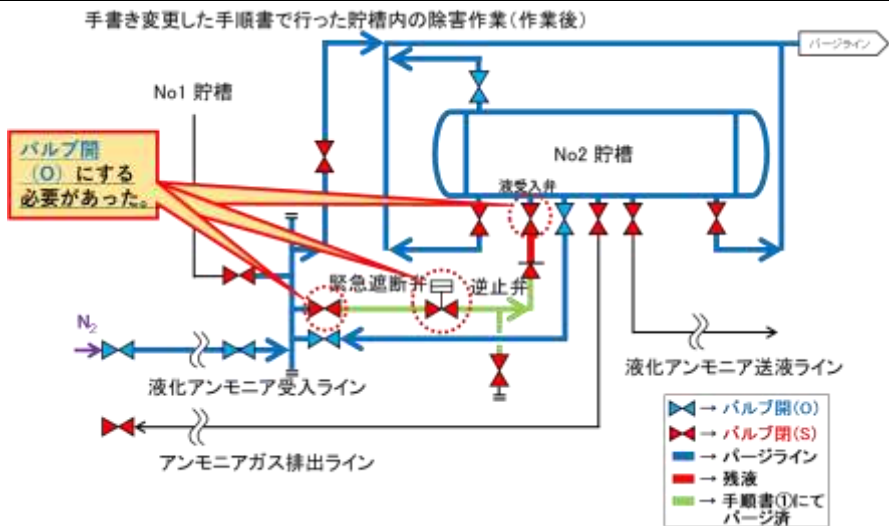 手書き変更した手順書で行った貯槽内の除害作業(作業後)
パージライン
No1 貯槽
バルブ開
(O)にする
必要があった。
No2 貯槽
液受入弁
緊急遮断弁
逆止弁
N₂
液化アンモニア受入ライン
液化アンモニア送液ライン
アンモニアガス排出ライン
→ バルブ開(O)
→ バルブ閉(S)
→ パージライン
→ 残液
→ 手順書①にて
パージ済